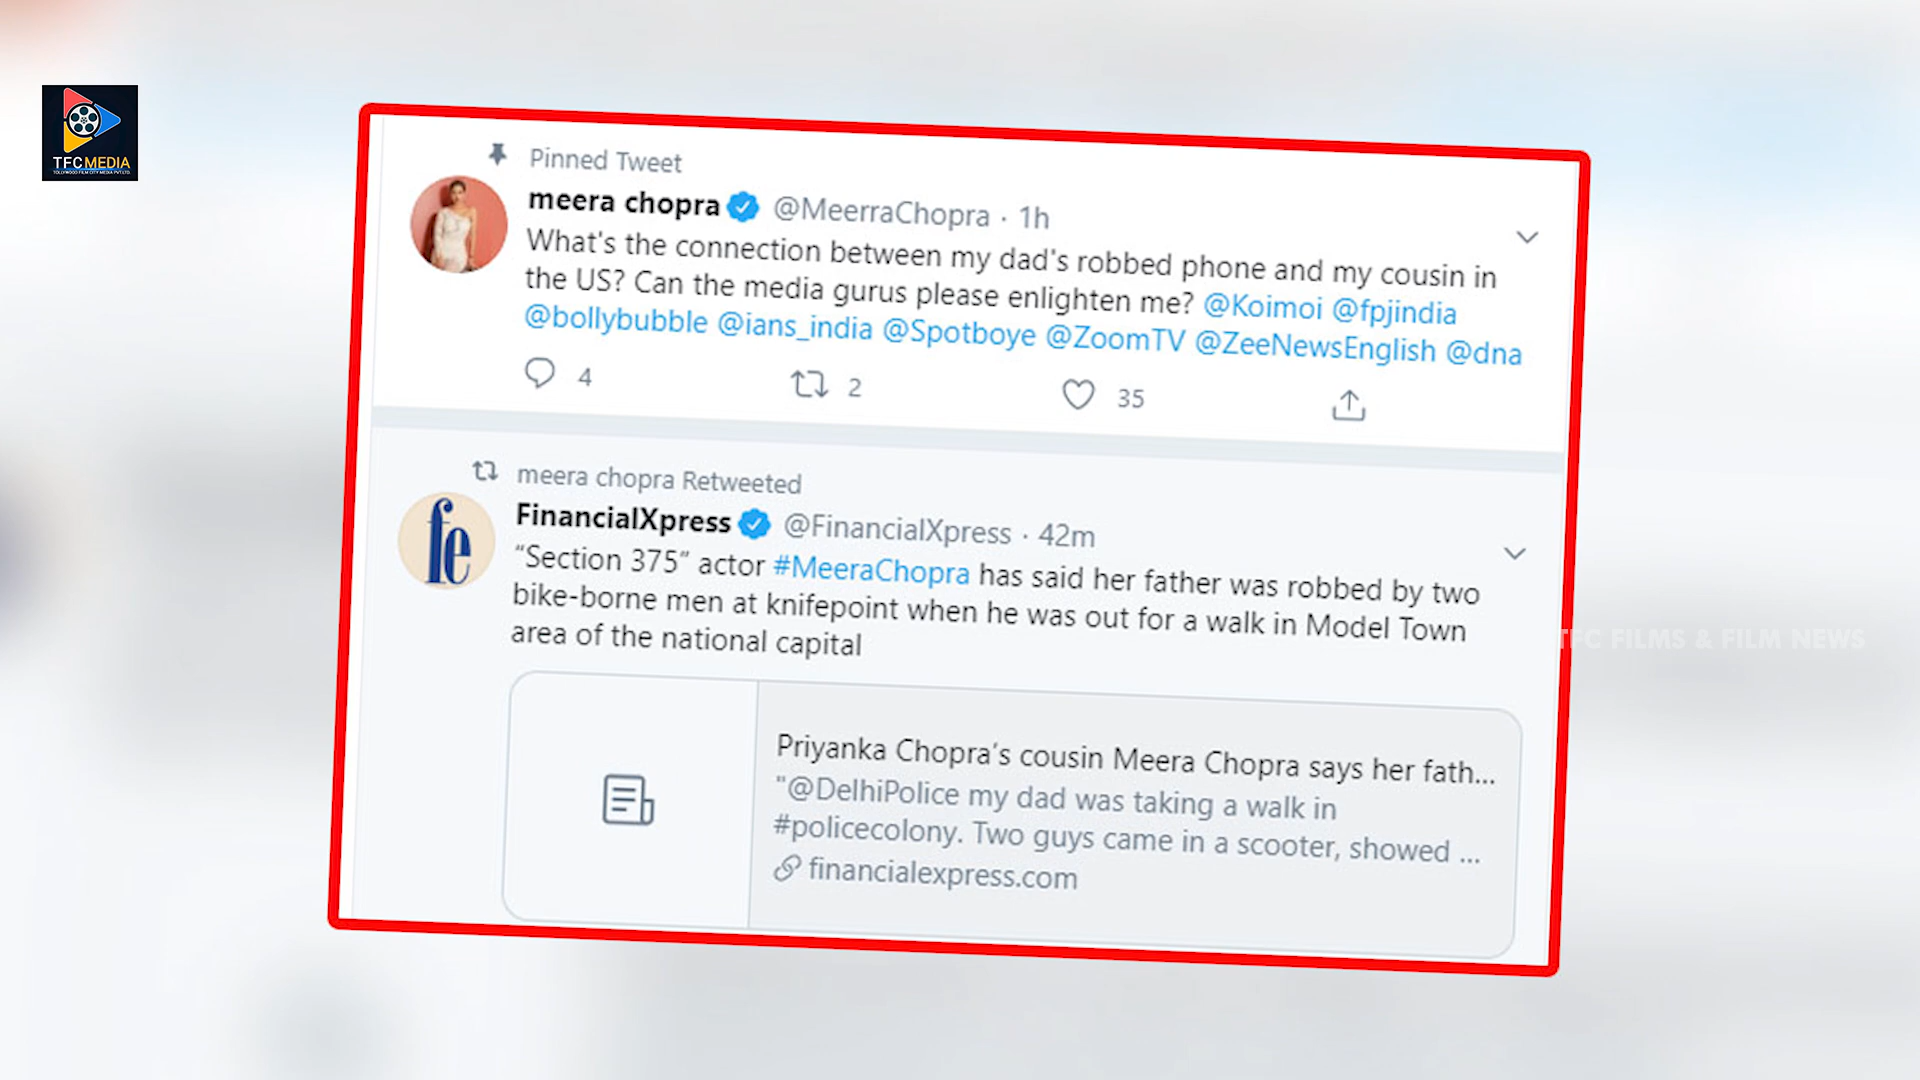 TFCMEDIA
TOLLYWOOD FILM CITY MEDIA PVT.LTD.
Pinned Tweet
meera chopra @MeerraChopra · 1h
What's the connection between my dad's robbed phone and my cousin in
the US? Can the media gurus please enlighten me? @Koimoi @fpjindia
@bollybubble @ians_india @Spotboye @ZoomTV @ZeeNewsEnglish @dna
4 2 35
meera chopra Retweeted
fe
FinancialXpress @FinancialXpress · 42m
“Section 375” actor #MeeraChopra has said her father was robbed by two
bike-borne men at knifepoint when he was out for a walk in Model Town
area of the national capital
TFC FILMS & FILM NEWS
Priyanka Chopra’s cousin Meera Chopra says her fath...
"@DelhiPolice my dad was taking a walk in
#policecolony. Two guys came in a scooter, showed ...
financialexpress.com